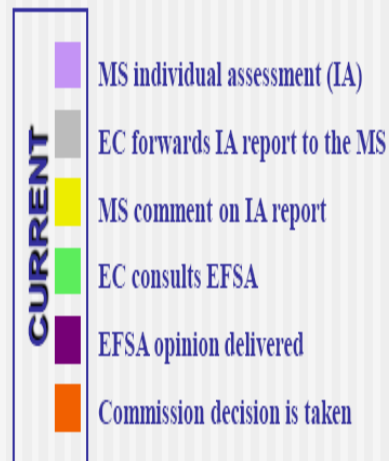 CURRENT
MS individual assessment (IA)
EC forwards IA report to the MS
MS comment on IA report
EC consults EFSA
EFSA opinion delivered
Commission decision is taken